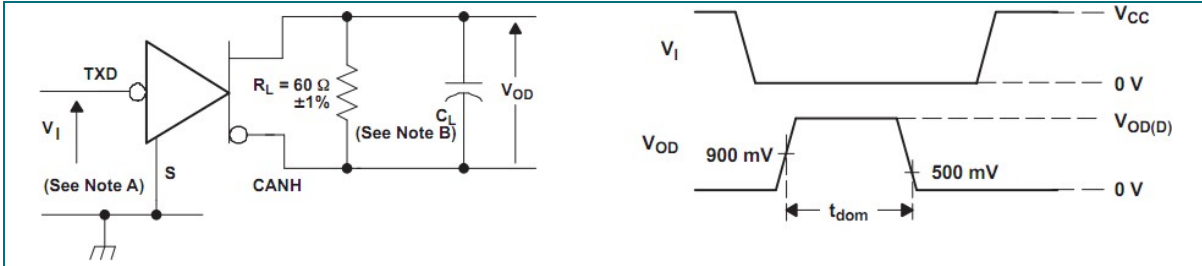 TXD
V_I
(See Note A)
S
R_L = 60 Ω
±1%
(See Note B)
C_L
V_OD
CANH
V_I
V_CC
0 V
V_OD
900 mV
V_OD(D)
500 mV
0 V
t_dom